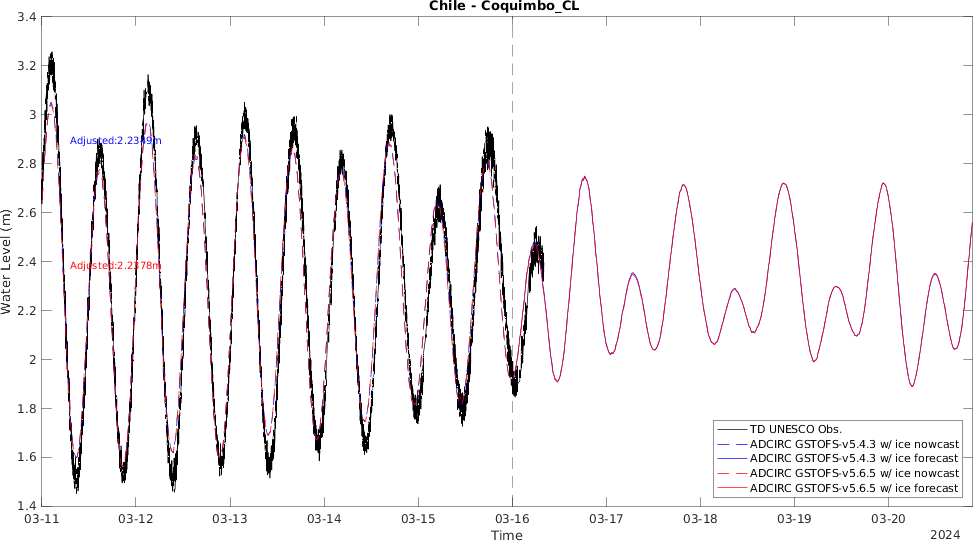 Chile - Coquimbo_CL
3.4
3.2
3
2.8
2.6
2.4
2.2
2
1.8
1.6
1.4
Water Level (m)
Adjusted:2.2349m
Adjusted:2.2378m
TD UNESCO Obs.
ADCIRC GSTOFS-v5.4.3 w/ ice nowcast
ADCIRC GSTOFS-v5.4.3 w/ ice forecast
ADCIRC GSTOFS-v5.6.5 w/ ice nowcast
ADCIRC GSTOFS-v5.6.5 w/ ice forecast
03-11 03-12 03-13 03-14 03-15 03-16 03-17 03-18 03-19 03-20
Time
2024